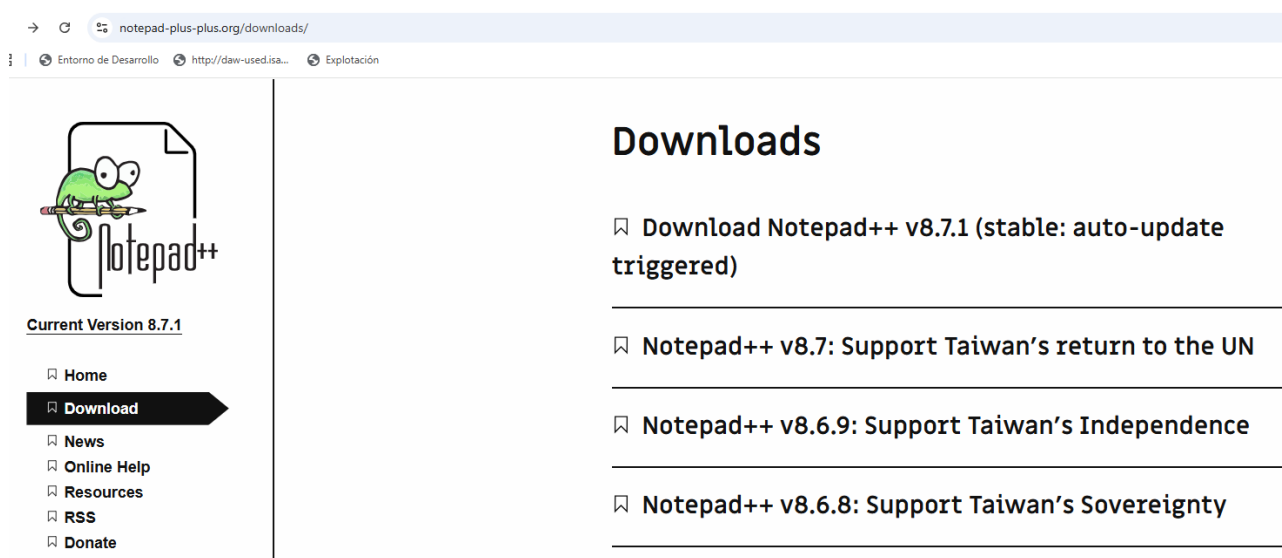 notepad-plus-plus.org/downloads/
Entorno de Desarrollo
http://daw-used.isa...
Explotación
Notepad++
Current Version 8.7.1
Home
Download
News
Online Help
Resources
RSS
Donate
Downloads
Download Notepad++ v8.7.1 (stable: auto-update
triggered)
Notepad++ v8.7: Support Taiwan’s return to the UN
Notepad++ v8.6.9: Support Taiwan’s Independence
Notepad++ v8.6.8: Support Taiwan’s Sovereignty